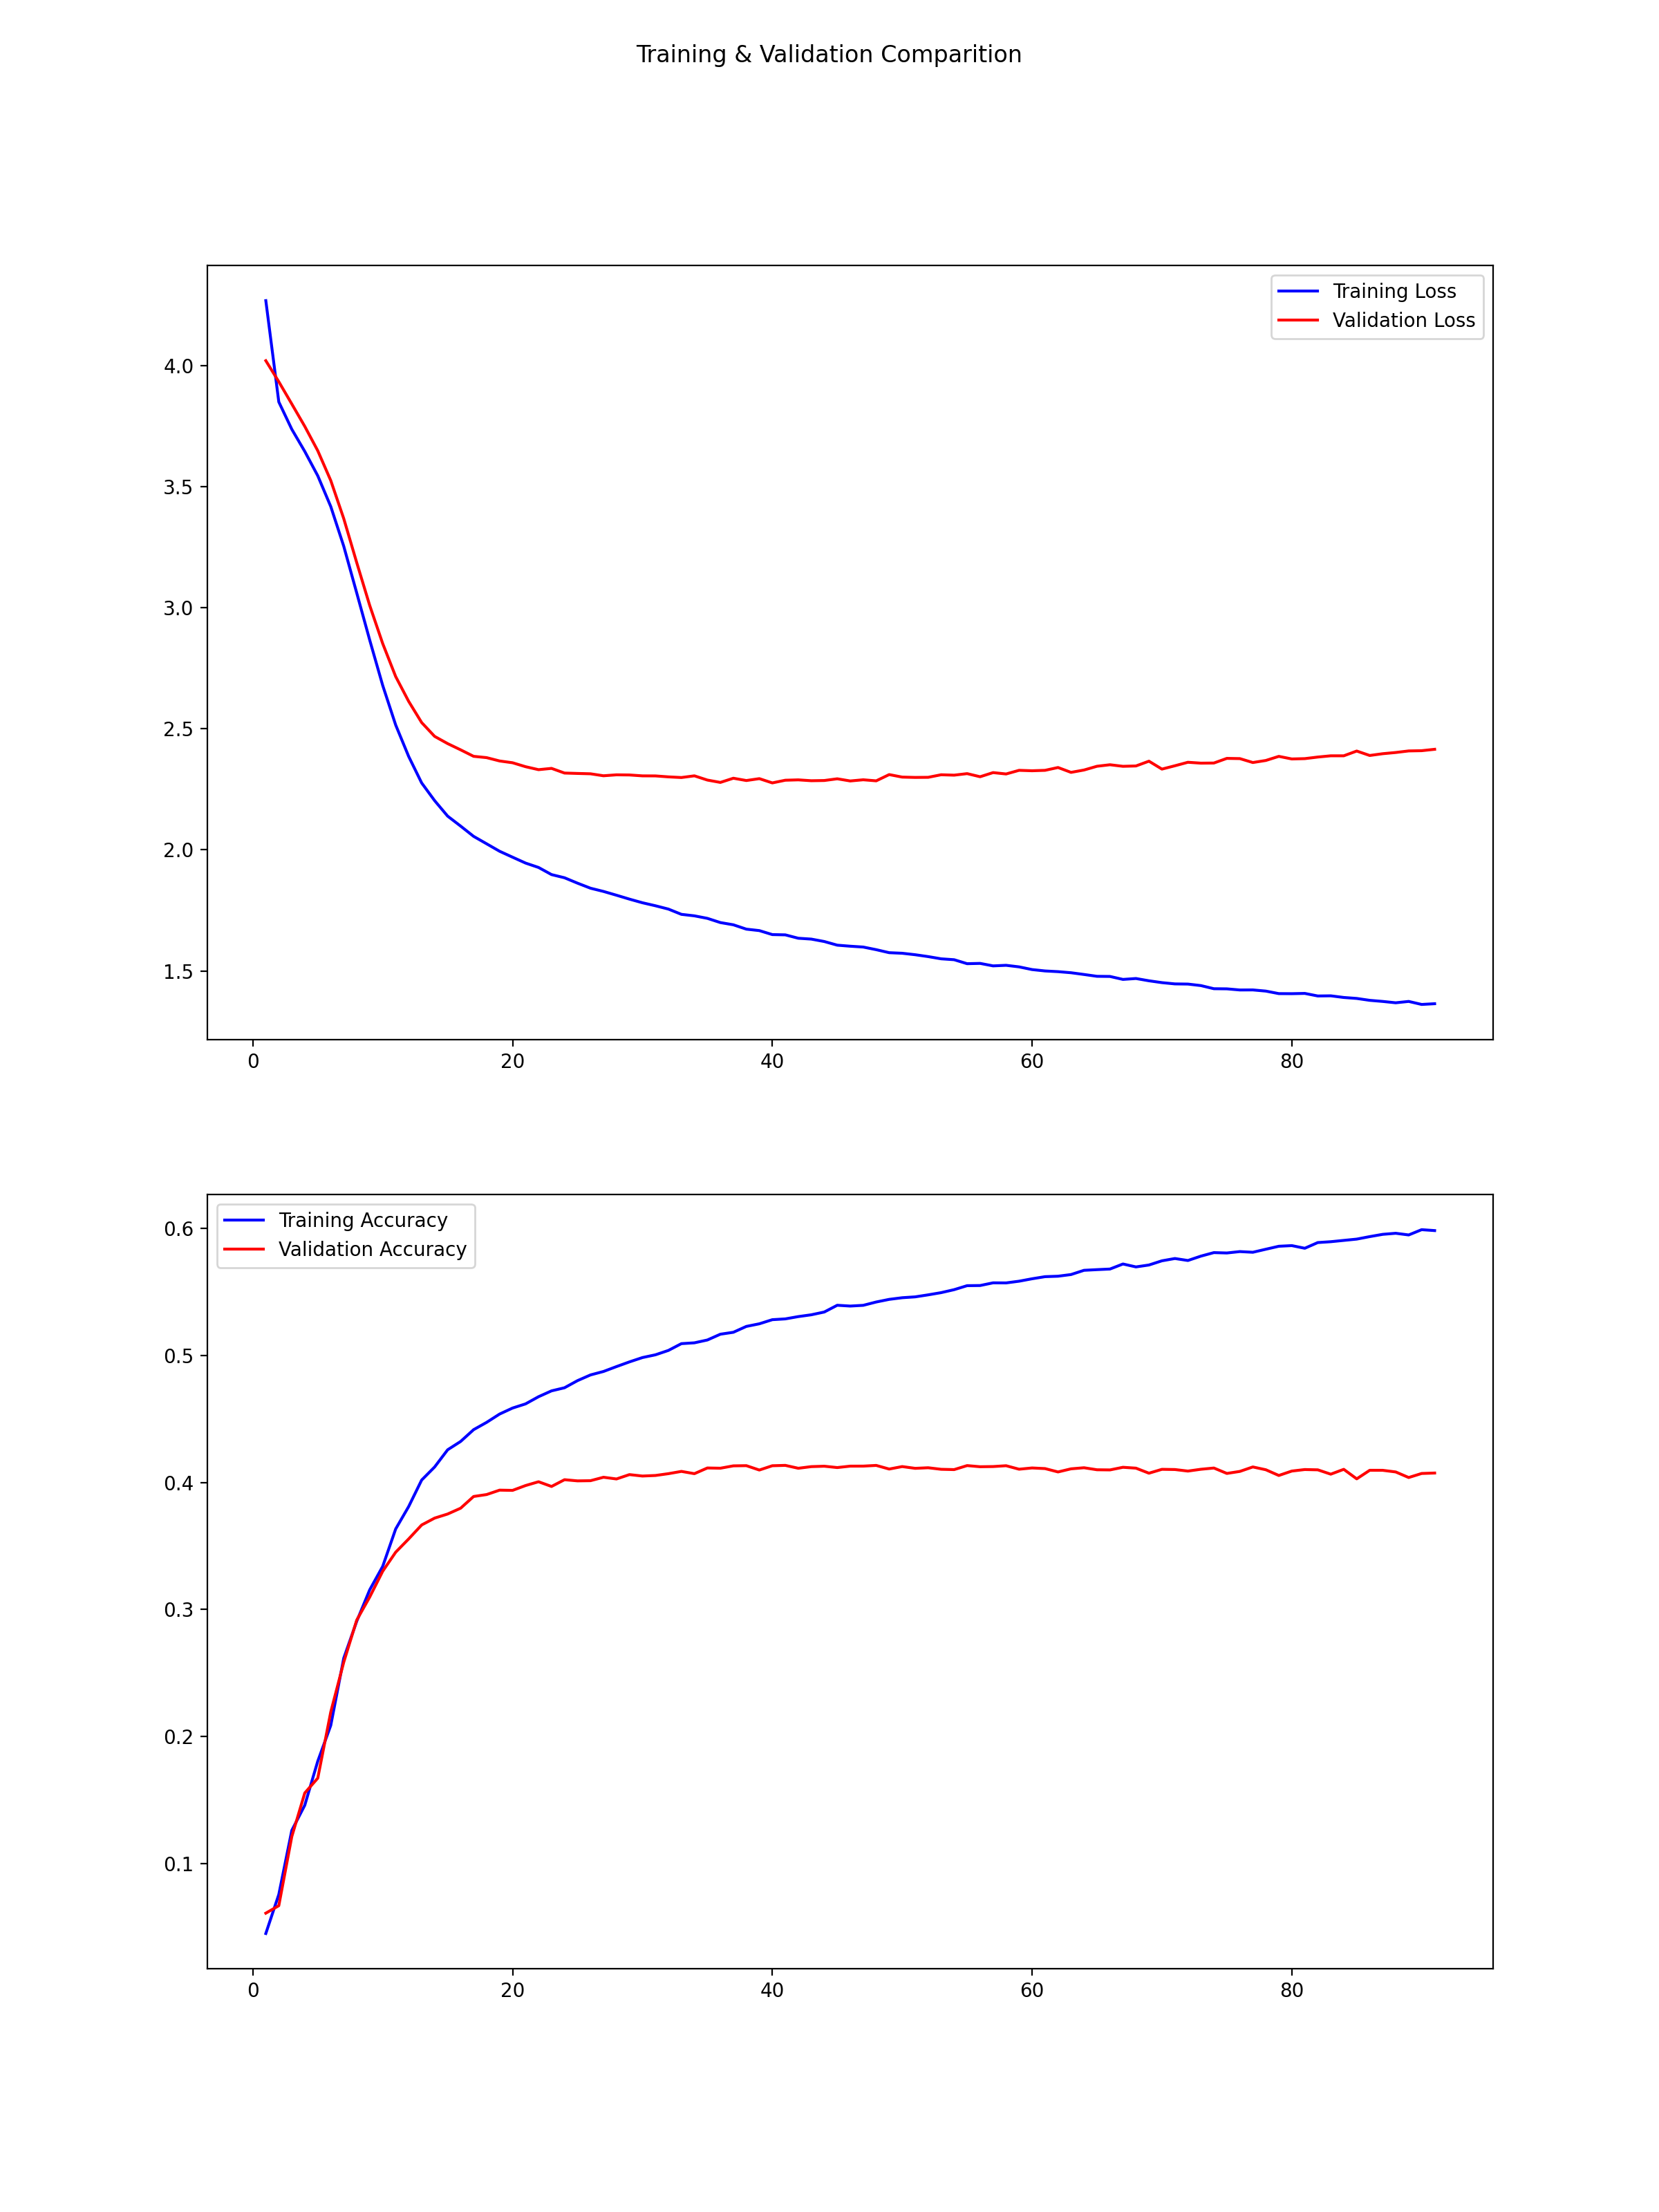 Training & Validation Comparition
Training Loss
Validation Loss
4.0
3.5
3.0
2.5
2.0
1.5
0 20 40 60 80
Training Accuracy
Validation Accuracy
0.6
0.5
0.4
0.3
0.2
0.1
0 20 40 60 80